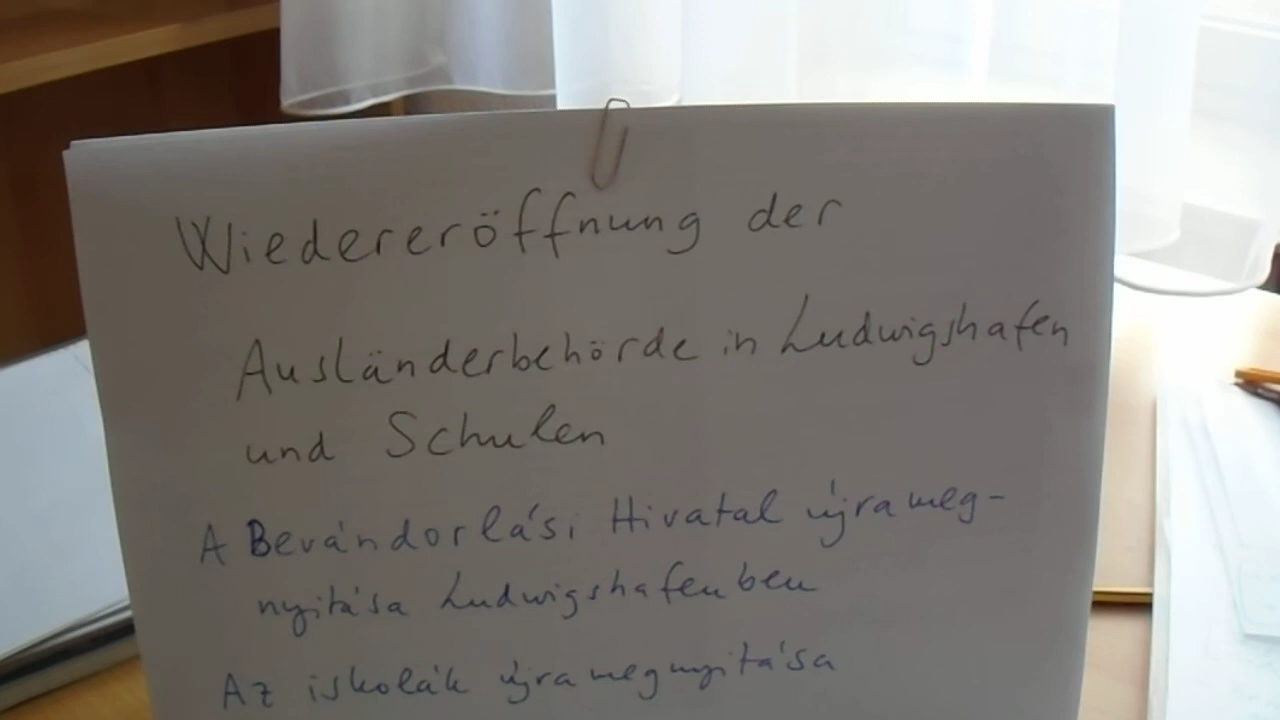 Wiedereröffnung der
Ausländerbehörde in Ludwigshafen
und Schulen
A Bevándorlási Hivatal újrameg-
nyitása Ludwigshafenben
Az iskolák újramegnyitása